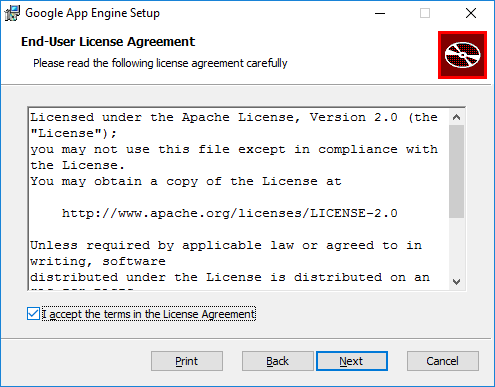 Google App Engine Setup
End-User License Agreement
Please read the following license agreement carefully
Licensed under the Apache License, Version 2.0 (the
"License");
you may not use this file except in compliance with
the License.
You may obtain a copy of the License at
http://www.apache.org/licenses/LICENSE-2.0
Unless required by applicable law or agreed to in
writing, software
distributed under the License is distributed on an
I accept the terms in the License Agreement
Print
Back
Next
Cancel